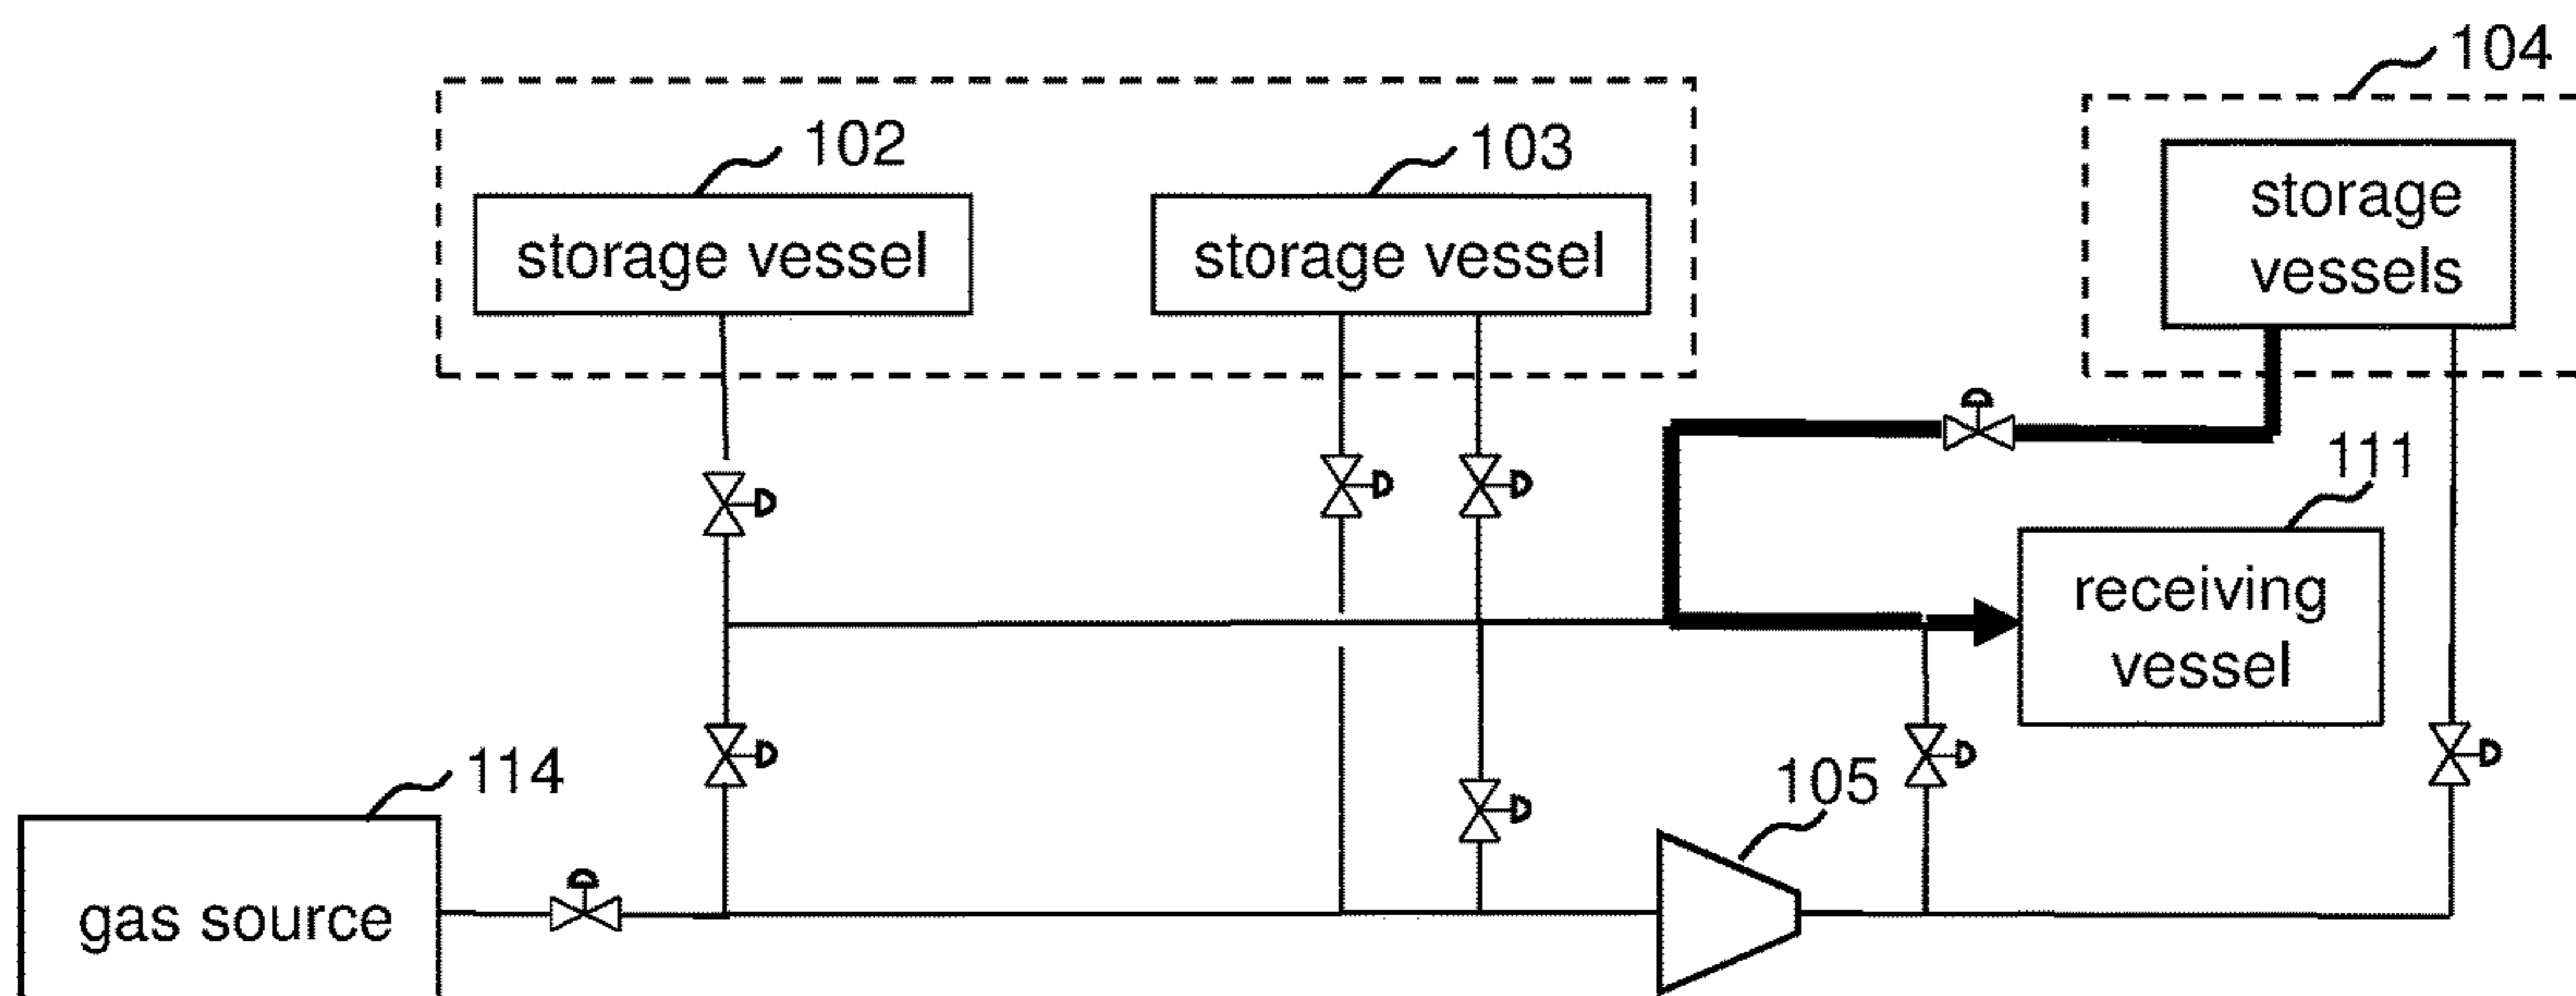 104
102
103
storage
vessels
storage vessel
storage vessel
111
receiving
vessel
114
105
gas source